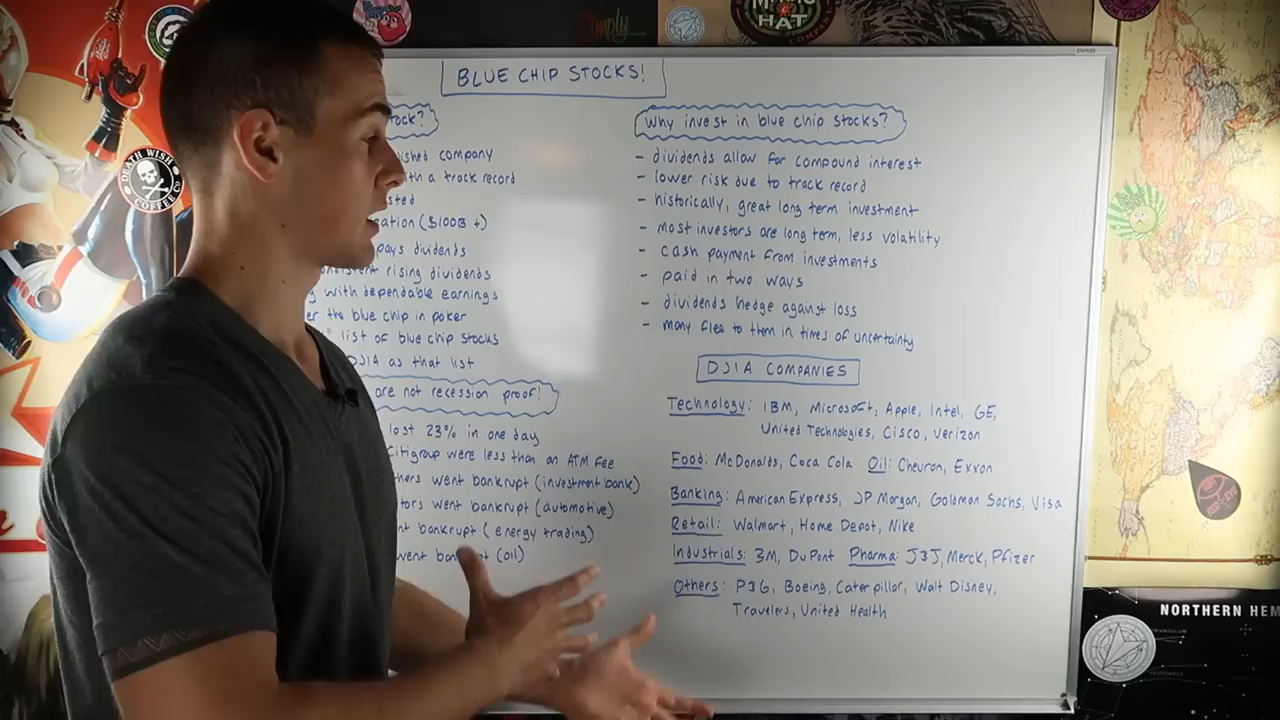 BLUE CHIP STOCKS!
tock?
ished company
th a track record
sted
ation ($100B +)
pays dividends
onsistent rising dividends
g with dependable earnings
er the blue chip in poker
" list of blue chip stocks
DJIA as that list
are not recession proof!
lost 23% in one day
Citigroup were less than an ATM fee
hers went bankrupt (investment bank)
tors went bankrupt (automotive)
nt bankrupt (energy trading)
went bankrupt (oil)
Why invest in blue chip stocks?
- dividends allow for compound interest
- lower risk due to track record
- historically, great long term investment
- most investors are long term, less volatility
- cash payment from investments
- paid in two ways
- dividends hedge against loss
- many flee to them in times of uncertainty
DJIA COMPANIES
Technology: IBM, Microsoft, Apple, Intel, GE,
United Technologies, Cisco, Verizon
Food: McDonalds, Coca Cola Oil: Chevron, Exxon
Banking: American Express, JP Morgan, Goldman Sachs, Visa
Retail: Walmart, Home Depot, Nike
Industrials: 3M, DuPont Pharma: J&J, Merck, Pfizer
Others: P&G, Boeing, Caterpillar, Walt Disney,
Travelers, United Health
DEATH WISH
COFFEE CO
Simply
HAT
COMPANY
NORTHERN HEM